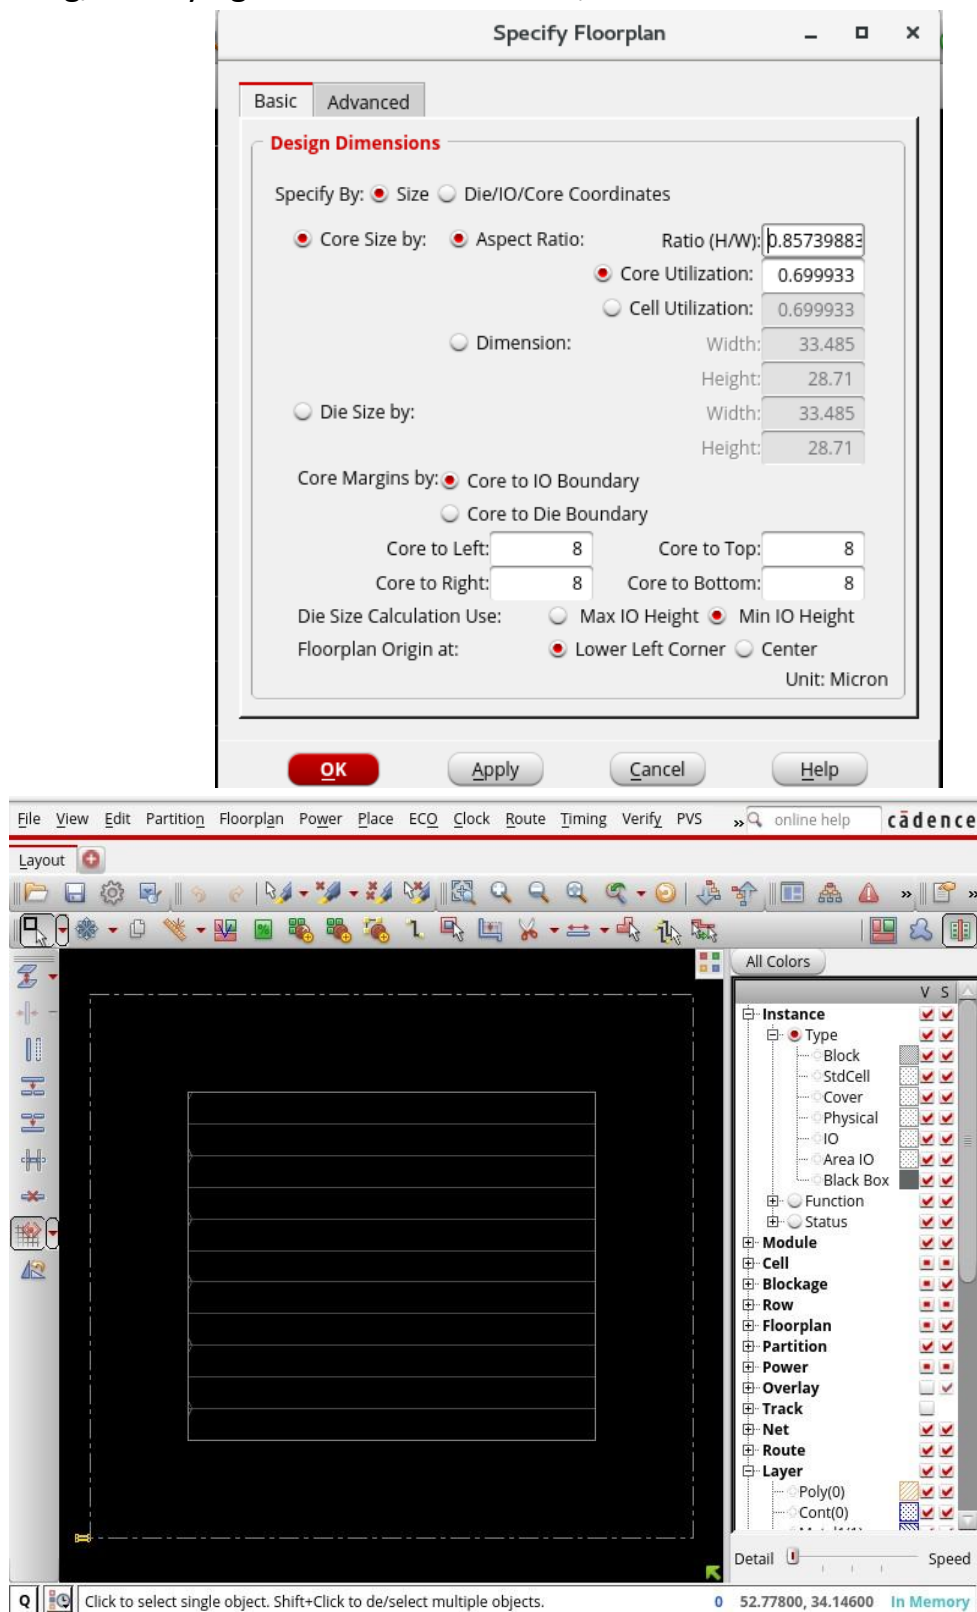 Specify Floorplan
Basic Advanced
Design Dimensions
Specify By: Size Die/IO/Core Coordinates
Core Size by: Aspect Ratio: Ratio (H/W): 0.85739883
Core Utilization: 0.699933
Cell Utilization: 0.699933
Dimension: Width: 33.485
Height: 28.71
Die Size by: Width: 33.485
Height: 28.71
Core Margins by: Core to IO Boundary
Core to Die Boundary
Core to Left: 8 Core to Top: 8
Core to Right: 8 Core to Bottom: 8
Die Size Calculation Use: Max IO Height Min IO Height
Floorplan Origin at: Lower Left Corner Center
Unit: Micron
OK Apply Cancel Help
File View Edit Partition Floorplan Power Place ECO Clock Route Timing Verify PVS » online help cādence
Layout
All Colors
V S
Instance
Type
Block
StdCell
Cover
Physical
IO
Area IO
Black Box
Function
Status
Module
Cell
Blockage
Row
Floorplan
Partition
Power
Overlay
Track
Net
Route
Layer
Poly(0)
Cont(0)
Detail Speed
Q Click to select single object. Shift+Click to de/select multiple objects. 0 52.77800, 34.14600 In Memory